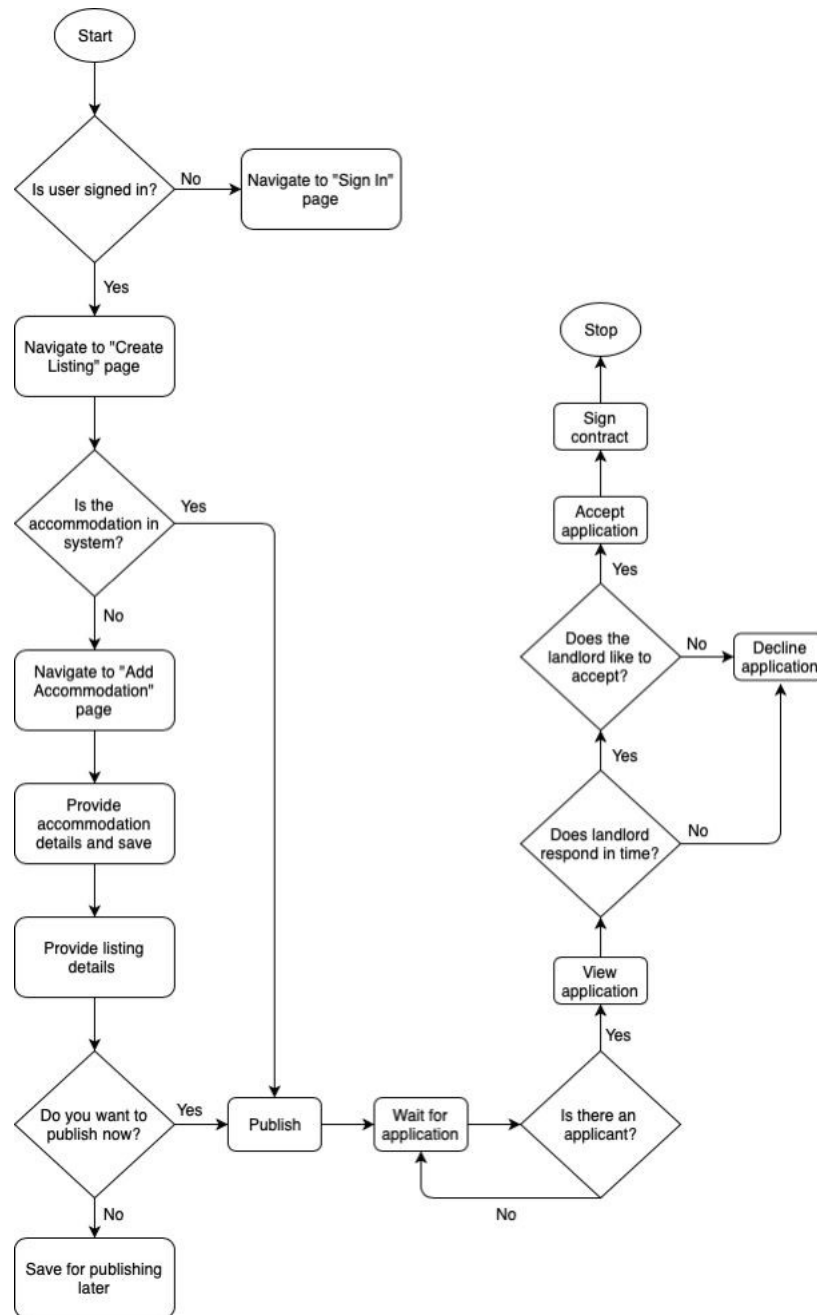 Start
Is user signed in?
No
Navigate to "Sign In"
page
Yes
Navigate to "Create
Listing" page
Is the
accommodation in
system?
Yes
No
Navigate to "Add
Accommodation"
page
Provide
accommodation
details and save
Provide listing
details
Do you want to
publish now?
Yes
No
Save for publishing
later
Publish
Wait for
application
Is there an
applicant?
No
Yes
View
application
Does landlord
respond in time?
No
Yes
Does the
landlord like to
accept?
No
Decline
application
Yes
Accept
application
Sign
contract
Stop